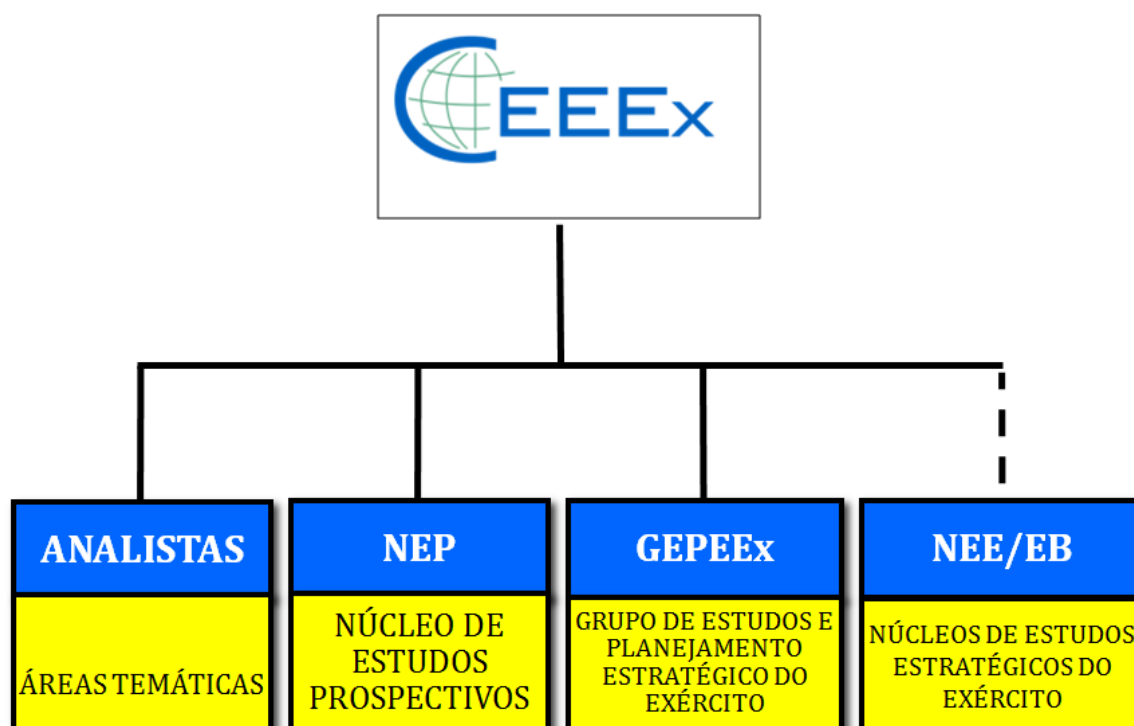 CEEEx
ANALISTAS
ÁREAS TEMÁTICAS
NEP
NÚCLEO DE
ESTUDOS
PROSPECTIVOS
GEPEEx
GRUPO DE ESTUDOS E
PLANEJAMENTO
ESTRATÉGICO DO
EXÉRCITO
NEE/EB
NÚCLEOS DE ESTUDOS
ESTRATÉGICOS DO
EXÉRCITO